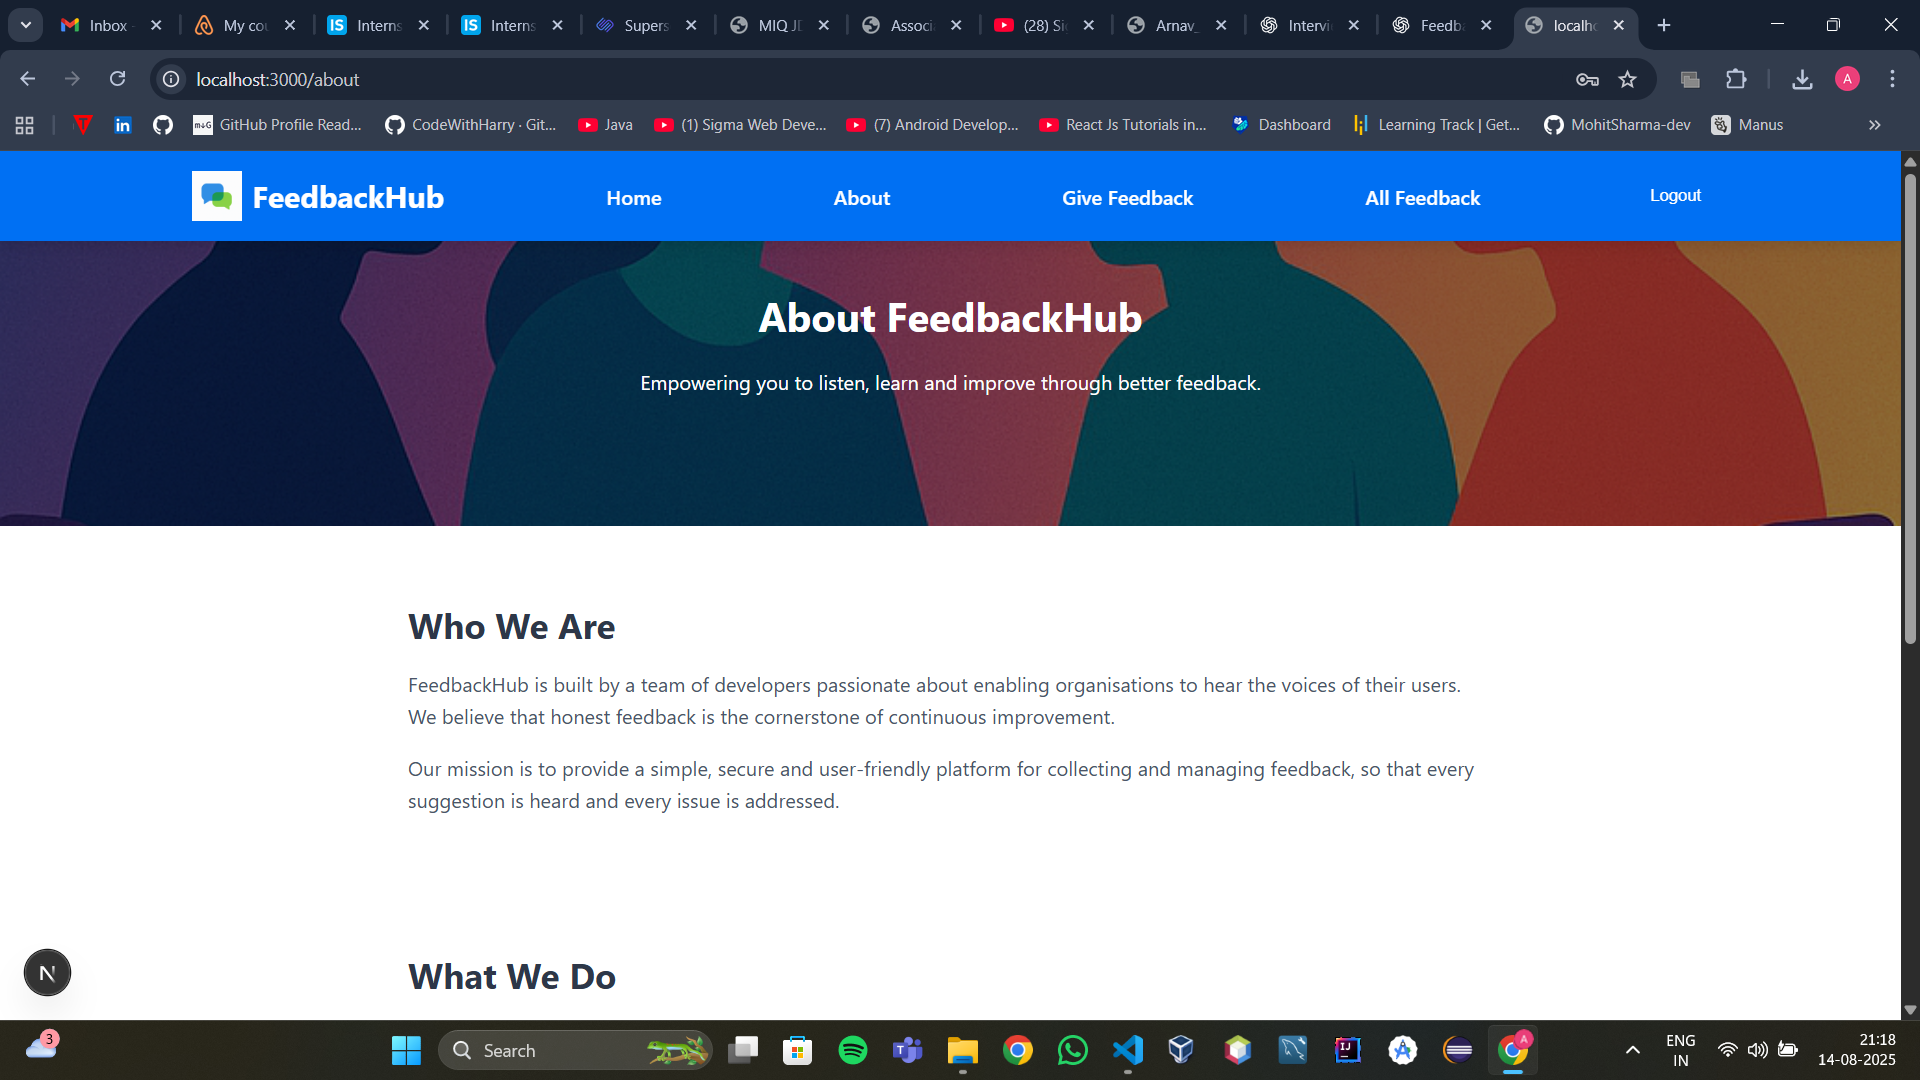 Inbox
My co
Interns
Interns
Supers
MIQ JD
Associ
(28) Si
Arnav_
Intervi
Feedba
localho
localhost:3000/about
A
GitHub Profile Read...
CodeWithHarry · Git...
Java
(1) Sigma Web Deve...
(7) Android Develop...
React Js Tutorials in...
Dashboard
Learning Track | Get...
MohitSharma-dev
Manus
FeedbackHub
Home
About
Give Feedback
All Feedback
Logout
About FeedbackHub
Empowering you to listen, learn and improve through better feedback.
Who We Are
FeedbackHub is built by a team of developers passionate about enabling organisations to hear the voices of their users.
We believe that honest feedback is the cornerstone of continuous improvement.
Our mission is to provide a simple, secure and user-friendly platform for collecting and managing feedback, so that every
suggestion is heard and every issue is addressed.
What We Do
N
3
Search
ENG
IN
21:18
14-08-2025